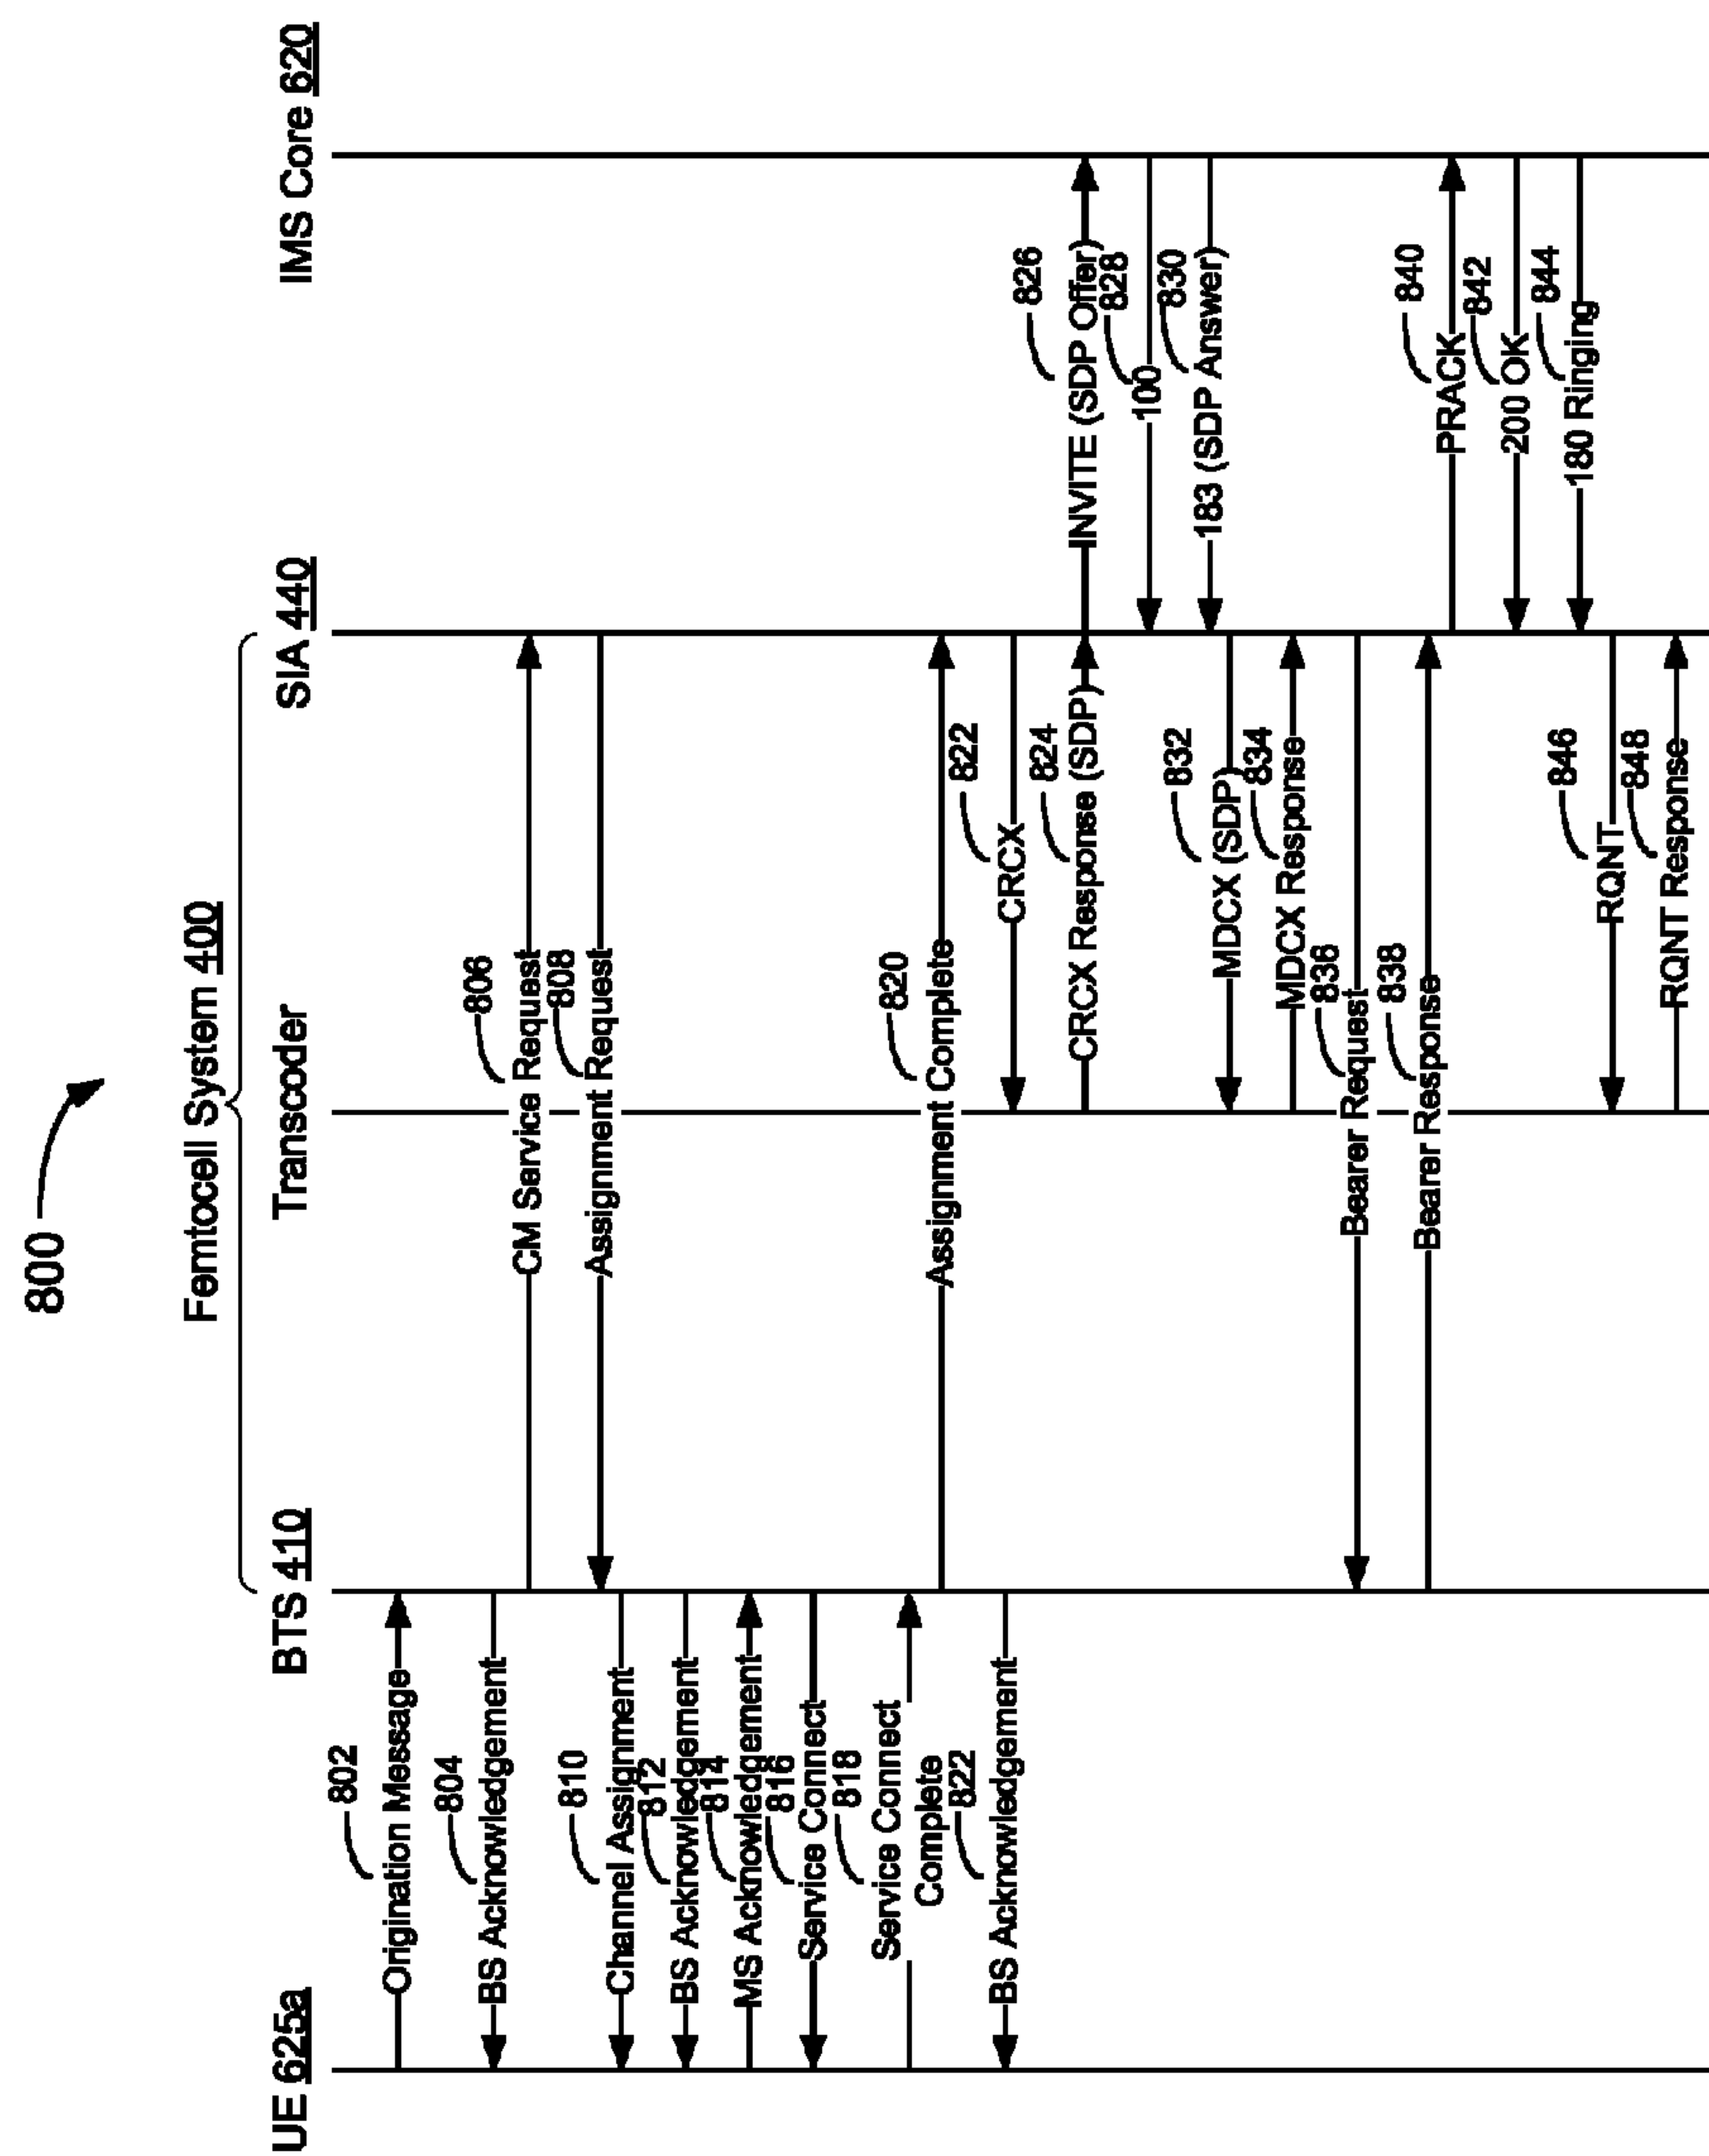 800
Femtocell System 400
UE 625a
BTS 410
Transcoder
SIA 440
IMS Core 620
802
Origination Message
804
BS Acknowledgement
806
CM Service Request
808
Assignment Request
810
Channel Assignment
812
BS Acknowledgement
814
MS Acknowledgement
816
Service Connect
818
Service Connect
Complete
820
Assignment Complete
822
BS Acknowledgement
822
CRCX
824
CRCX Response (SDP)
826
INVITE (SDP Offer)
828
100
830
183 (SDP Answer)
832
MDCX (SDP)
834
MDCX Response
836
Bearer Request
838
Bearer Response
840
PRACK
842
200 OK
844
180 Ringing
846
RQNT
848
RQNT Response